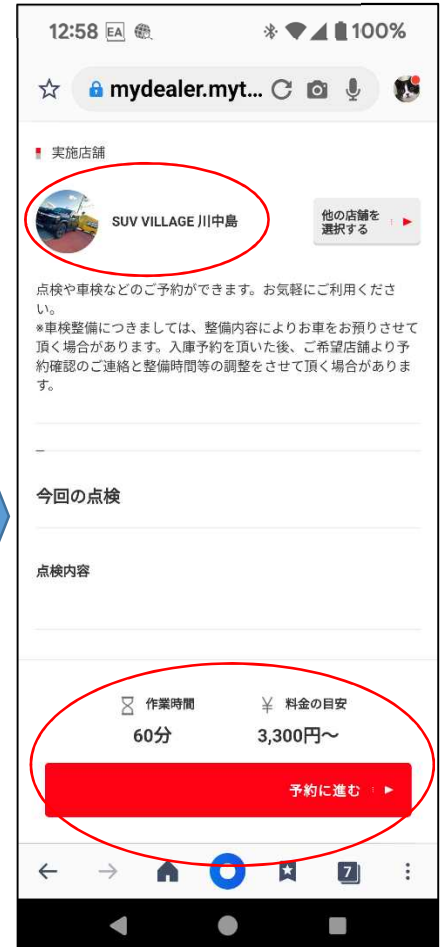 12:58 EA 100%
mydealer.myt...
実施店舗
SUV VILLAGE 川中島
他の店舗を
選択する
点検や車検などのご予約ができます。お気軽にご利用くださ
い。
*車検整備につきましては、整備内容によりお車をお預りさせて
頂く場合があります。入庫予約を頂いた後、ご希望店舗より予
約確認のご連絡と整備時間等の調整をさせて頂く場合がありま
す。
今回の点検
点検内容
作業時間 ¥ 料金の目安
60分 3,300円～
予約に進む
7